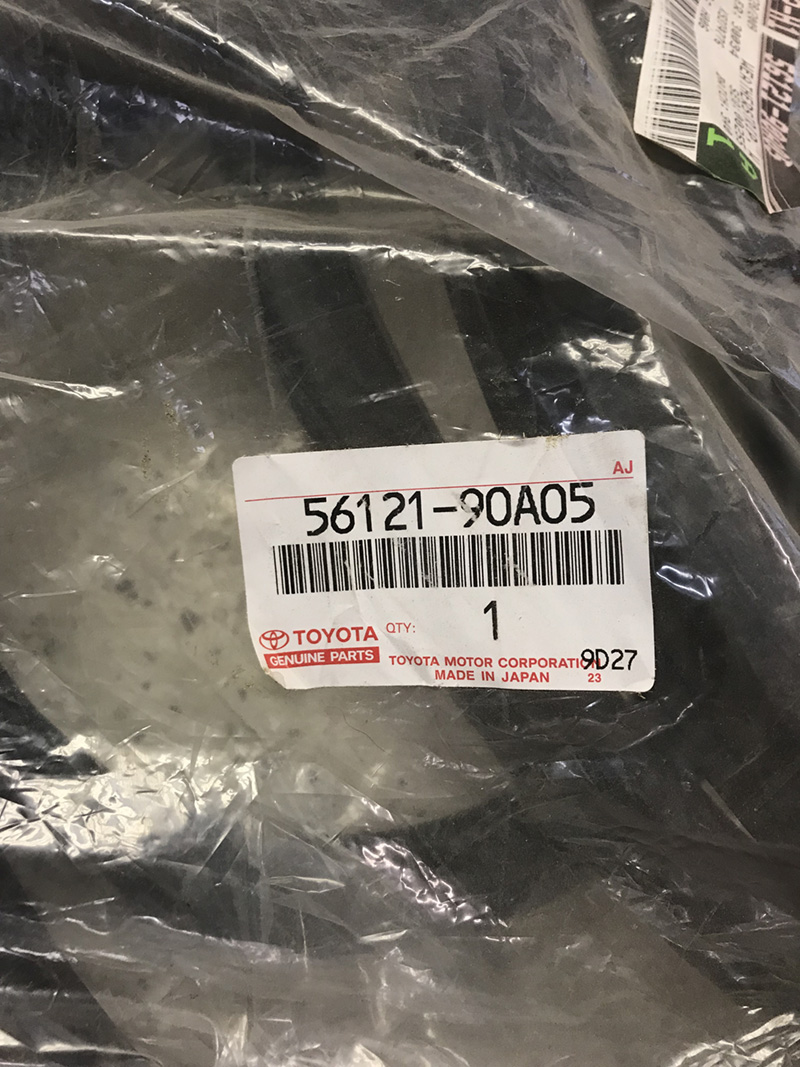 AJ
56121-90A05
1
QTY:
TOYOTA
GENUINE PARTS
TOYOTA MOTOR CORPORATION
9D27
MADE IN JAPAN
23